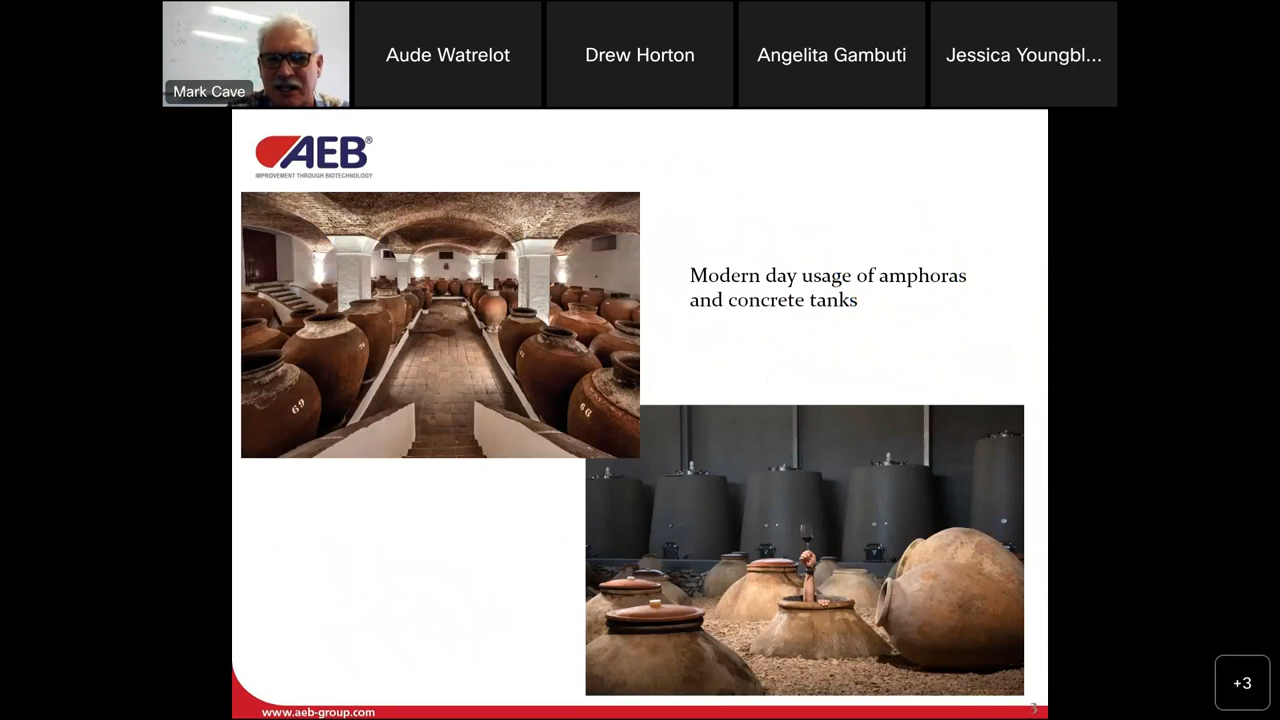 Mark Cave
Aude Watrelot
Drew Horton
Angelita Gambuti
Jessica Youngbl...
AEB®
IMPROVEMENT THROUGH BIOTECHNOLOGY
Modern day usage of amphoras
and concrete tanks
69
66
www.aeb-group.com
3
+3